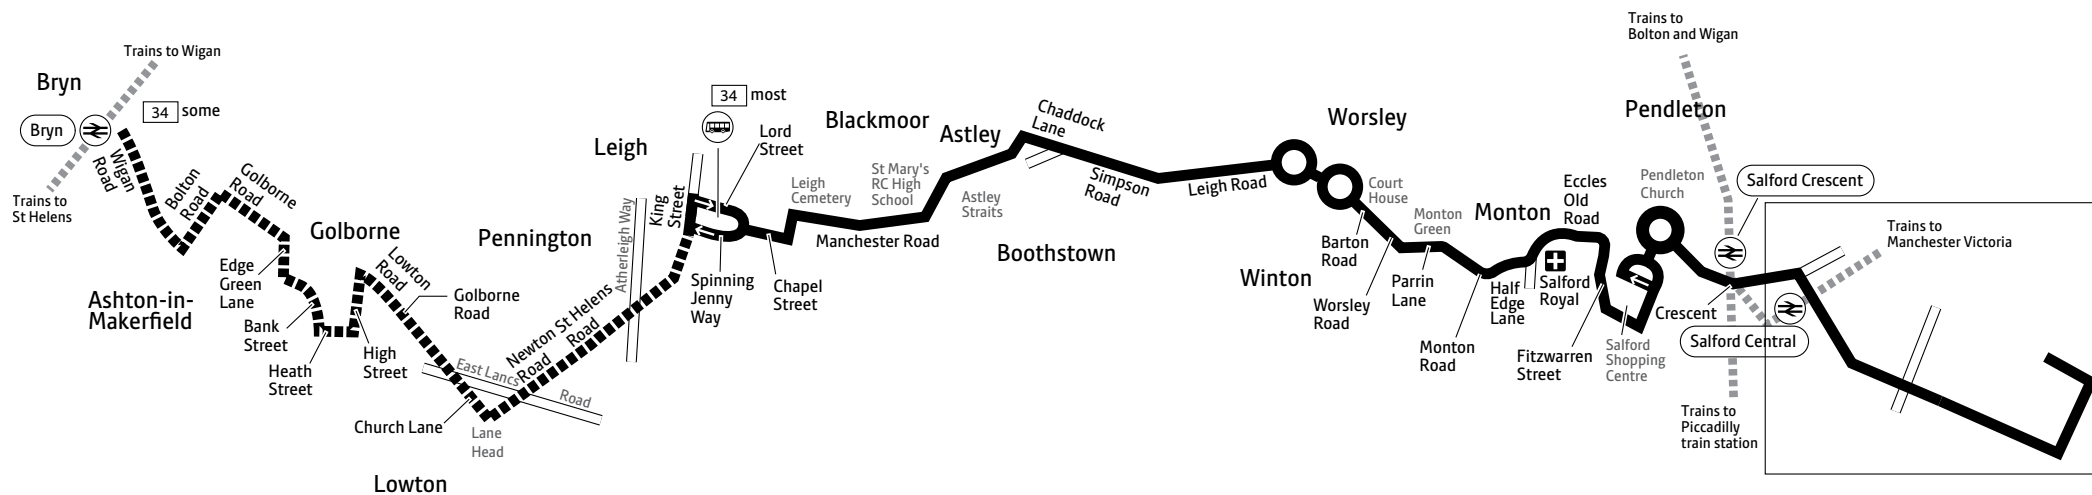 Trains to Wigan
Bryn
34 some
Bryn
Wigan
Road
Trains to
St Helens
Bolton
Road
Golborne
Road
Ashton-in-
Makerfield
Edge
Green
Lane
Bank
Street
Heath
Street
Golborne
High
Street
Lowton
Road
Golborne
Road
East Lancs
Road
Church Lane
Lane
Head
Lowton
Newton
Road
St Helens
Road
Pennington
Atherleigh Way
Leigh
King
Street
34 most
Lord
Street
Spinning
Jenny
Way
Chapel
Street
Leigh
Cemetery
Blackmoor
Manchester Road
St Mary's
RC High
School
Astley
Astley
Straits
Chaddock
Lane
Boothstown
Simpson
Road
Leigh Road
Worsley
Court
House
Winton
Barton
Road
Worsley
Road
Monton
Green
Parrin
Lane
Monton
Road
Monton
Half
Edge
Lane
Salford
Royal
Eccles
Old
Road
Fitzwarren
Street
Salford
Shopping
Centre
Pendleton
Pendleton
Church
Trains to
Bolton and Wigan
Salford Crescent
Crescent
Salford Central
Trains to
Manchester Victoria
Trains to
Piccadilly
train station